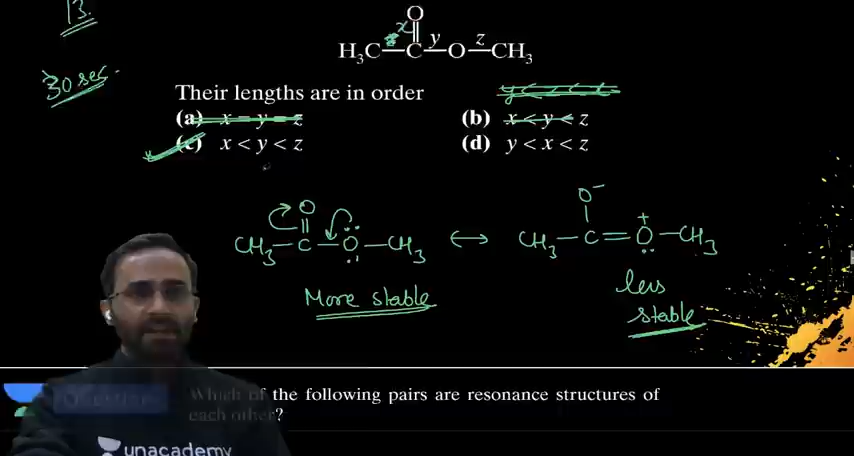 13.
O
x y z
H₃C—C—O—CH₃
30 sec.
Their lengths are in order
(a) x = y = z (b) x < y < z
(c) x < y < z (d) y < x < z
O O⁻
CH₃—C—O—CH₃ ↔ CH₃—C=O⁺—CH₃
More stable
less
stable
Which of the following pairs are resonance structures of
each other?
unacademy